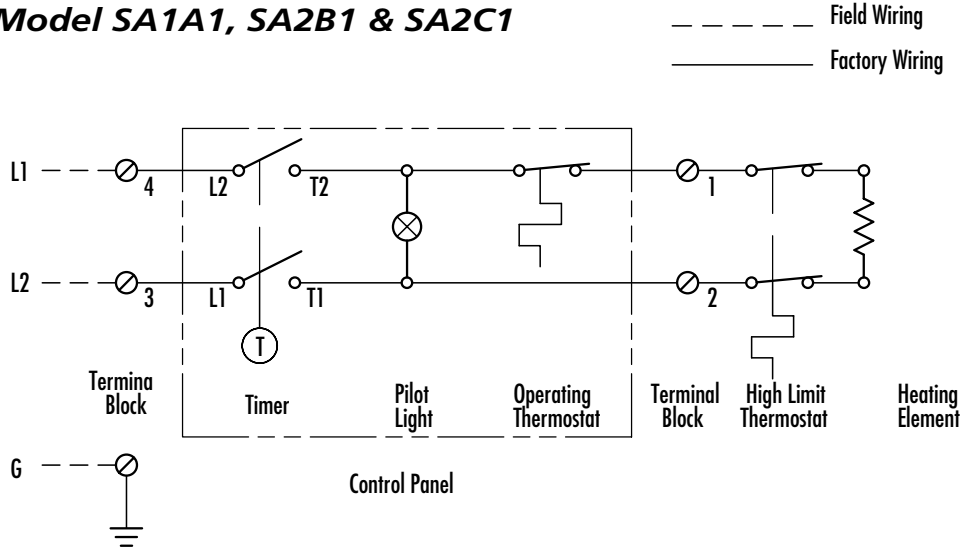 Model SA1A1, SA2B1 & SA2C1
Field Wiring
Factory Wiring
L1
4
L2
T2
1
L2
3
L1
T1
2
T
Termina
Block
Timer
Pilot
Light
Operating
Thermostat
Terminal
Block
High Limit
Thermostat
Heating
Element
G
Control Panel